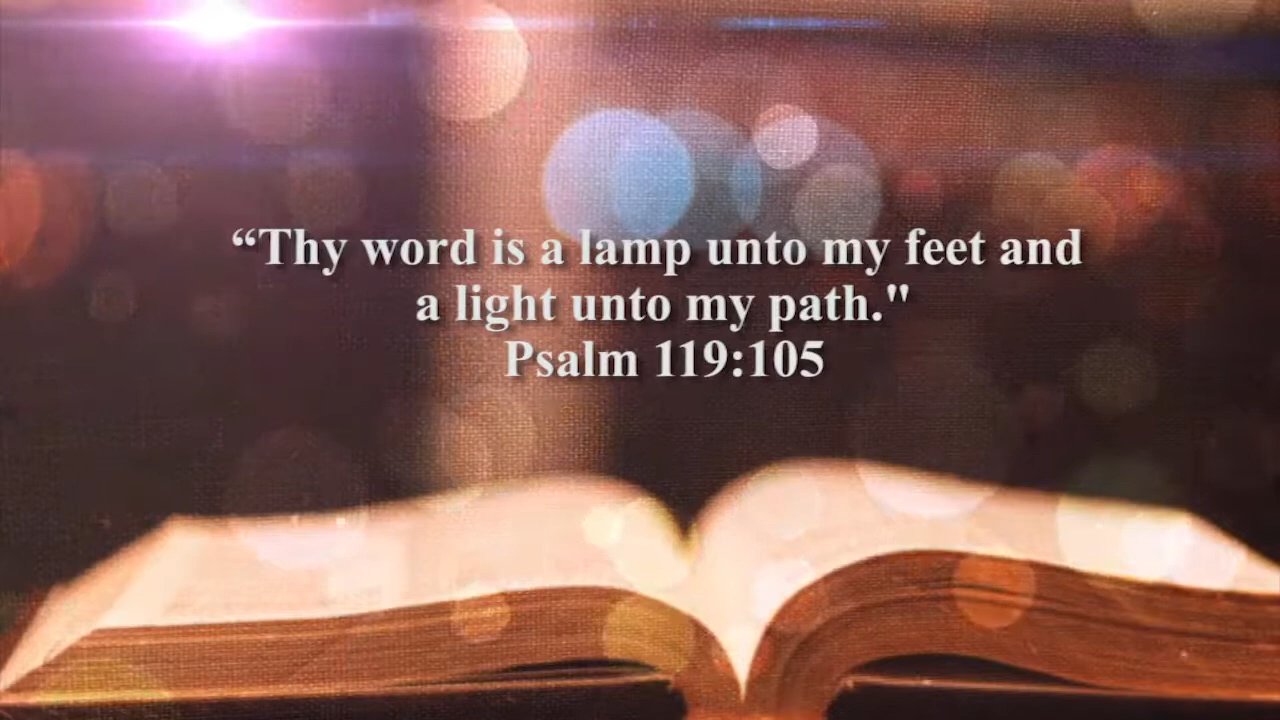 “Thy word is a lamp unto my feet and
a light unto my path."
Psalm 119:105